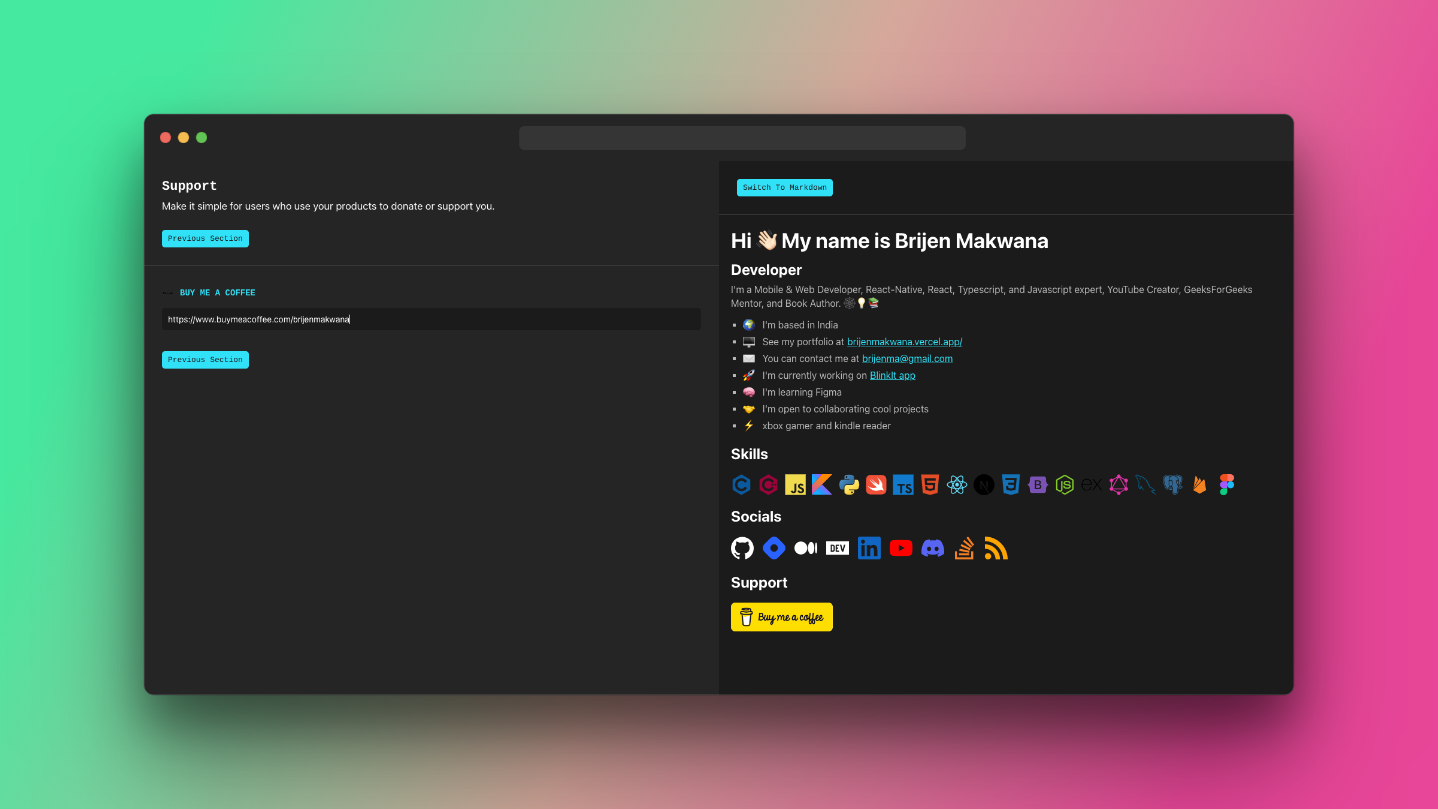 Support
Make it simple for users who use your products to donate or support you.
Previous Section
BUY ME A COFFEE
https://www.buymeacoffee.com/brijenmakwana
Previous Section
Switch To Markdown
Hi 👋🏻 My name is Brijen Makwana
Developer
I'm a Mobile & Web Developer, React-Native, React, Typescript, and Javascript expert, YouTube Creator, GeeksForGeeks
Mentor, and Book Author. 🕸️💡📚
🌍 I'm based in India
🖥️ See my portfolio at brijenmakwana.vercel.app/
✉️ You can contact me at brijenma@gmail.com
🚀 I'm currently working on BlinkIt app
🧠 I'm learning Figma
🤝 I'm open to collaborating cool projects
⚡ xbox gamer and kindle reader
Skills
C C JS TS 5 N 3 B JS EX
Socials
DEV in
Support
Buy me a coffee